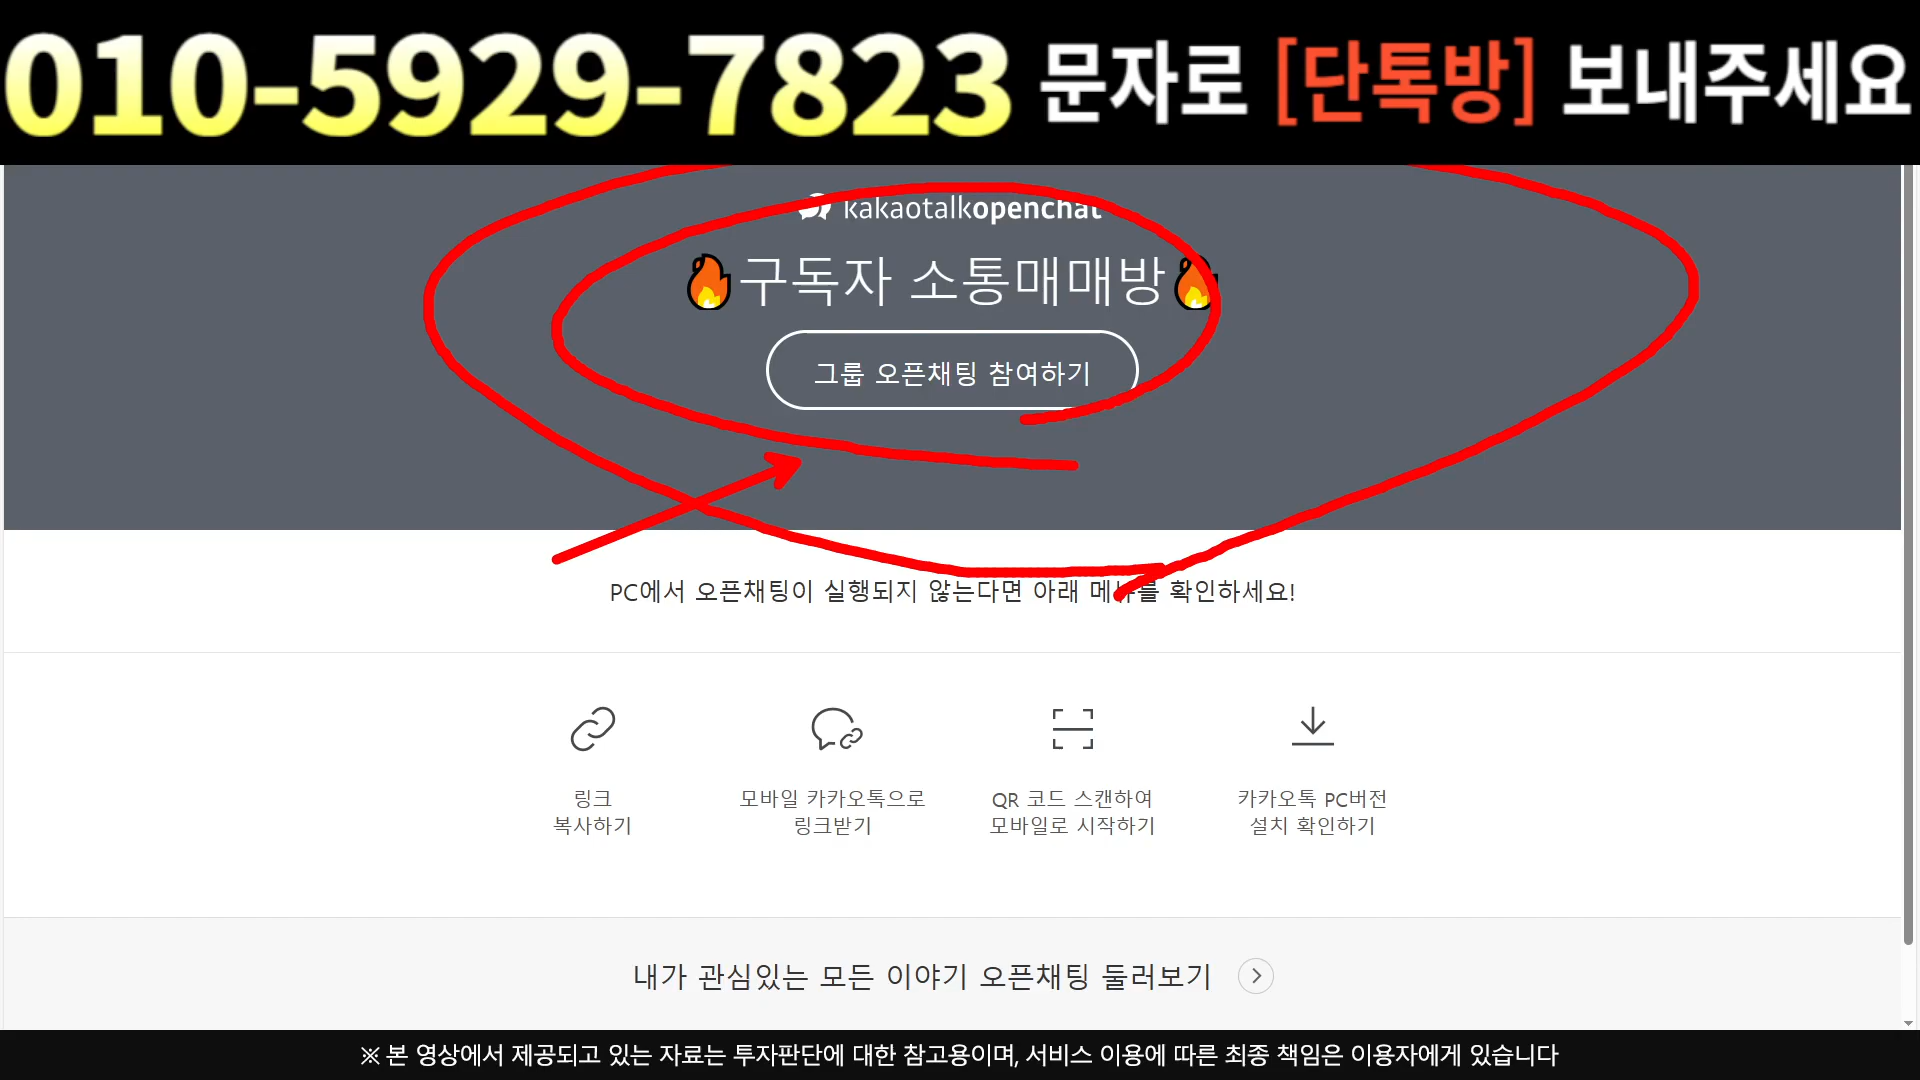 010-5929-7823 문자로 [단톡방] 보내주세요
kakaotalkopenchat
🔥구독자 소통매매방🔥
그룹 오픈채팅 참여하기
PC에서 오픈채팅이 실행되지 않는다면 아래 메뉴를 확인하세요!
링크
복사하기
모바일 카카오톡으로
링크받기
QR 코드 스캔하여
모바일로 시작하기
카카오톡 PC버전
설치 확인하기
내가 관심있는 모든 이야기 오픈채팅 둘러보기
※ 본 영상에서 제공되고 있는 자료는 투자판단에 대한 참고용이며, 서비스 이용에 따른 최종 책임은 이용자에게 있습니다